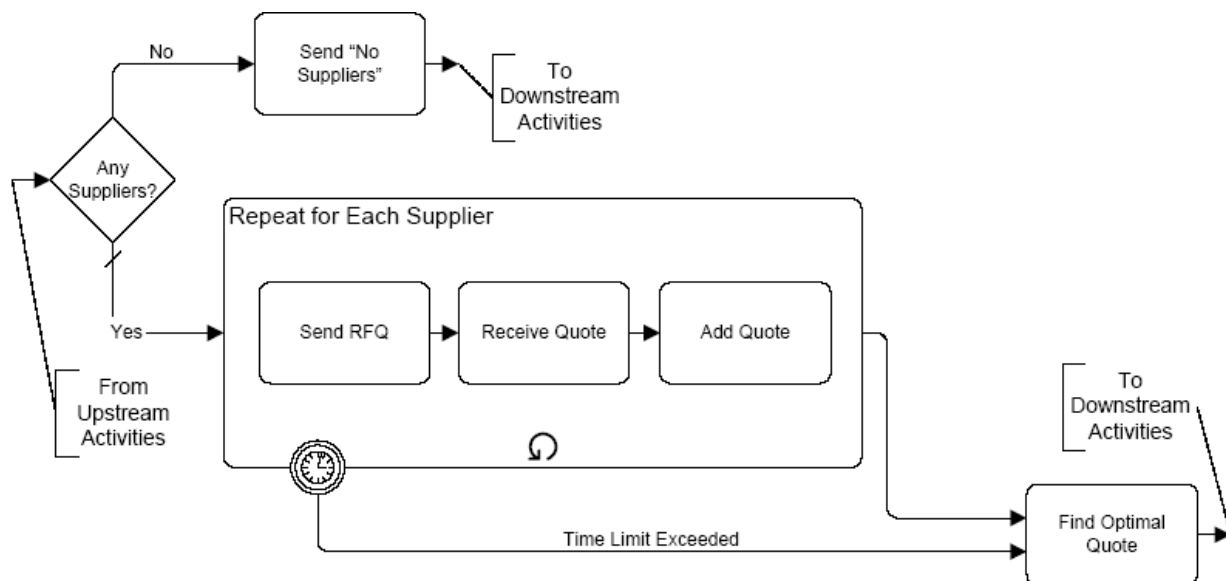 No
Send “No
Suppliers”
To
Downstream
Activities
Any
Suppliers?
Repeat for Each Supplier
Send RFQ
Receive Quote
Add Quote
Yes
From
Upstream
Activities
To
Downstream
Activities
Time Limit Exceeded
Find Optimal
Quote